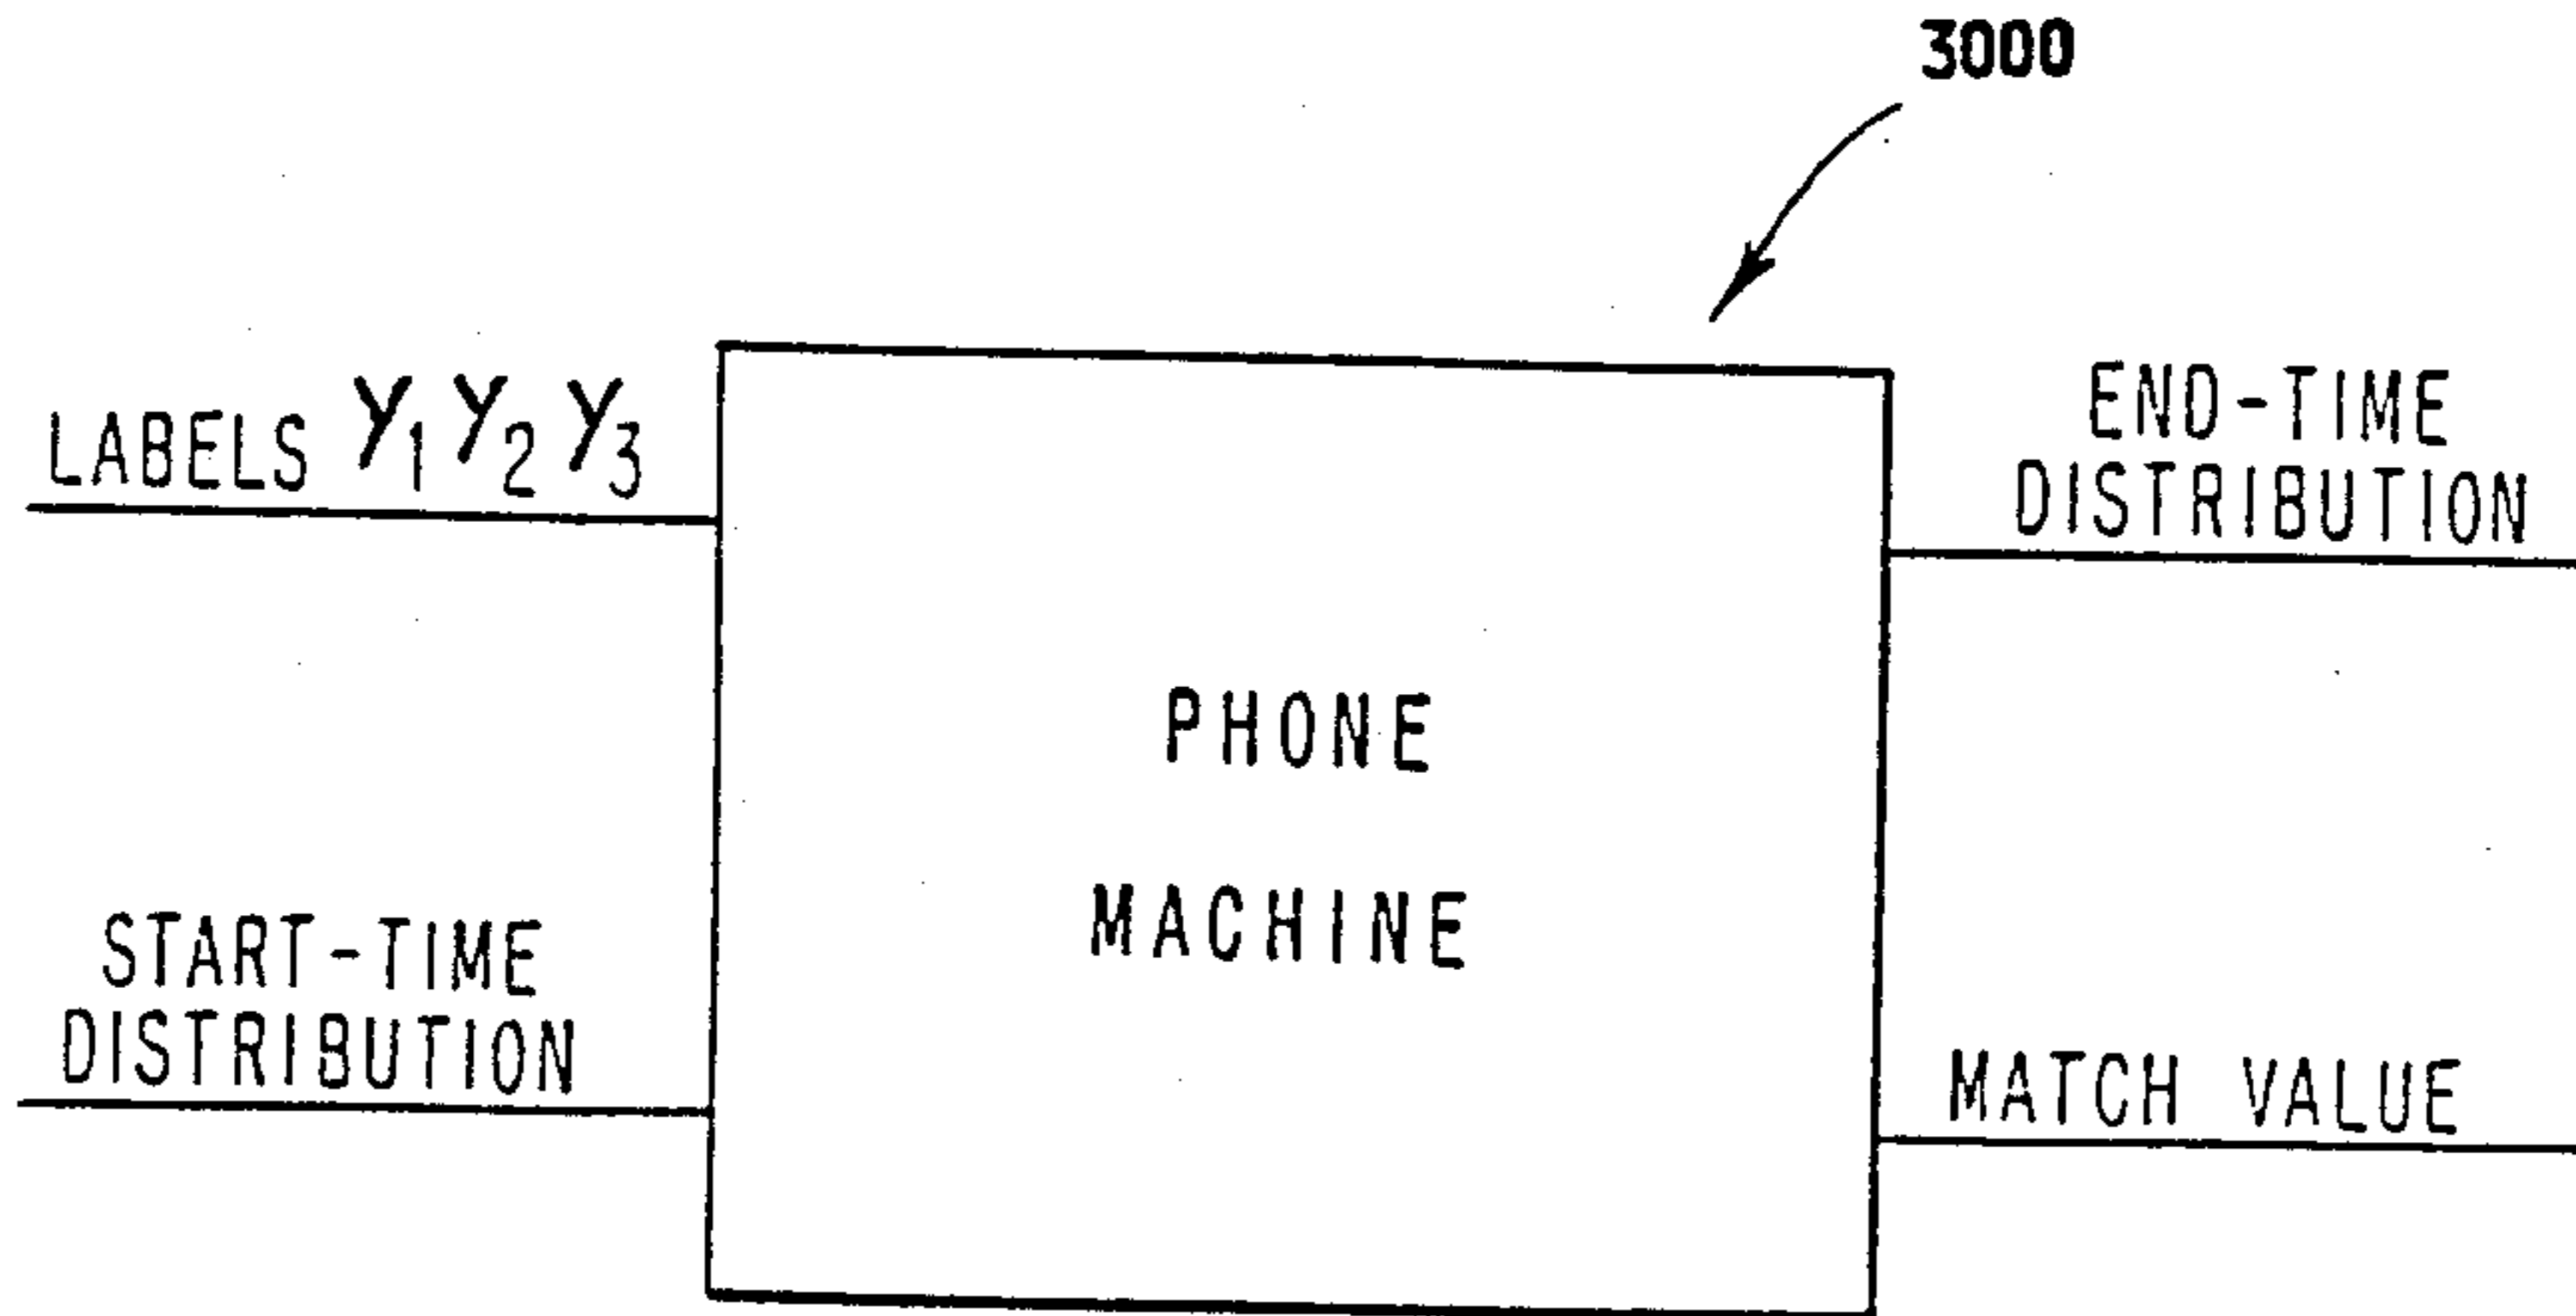 3000
LABELS Y₁ Y₂ Y₃
START-TIME
DISTRIBUTION
PHONE
MACHINE
END-TIME
DISTRIBUTION
MATCH VALUE